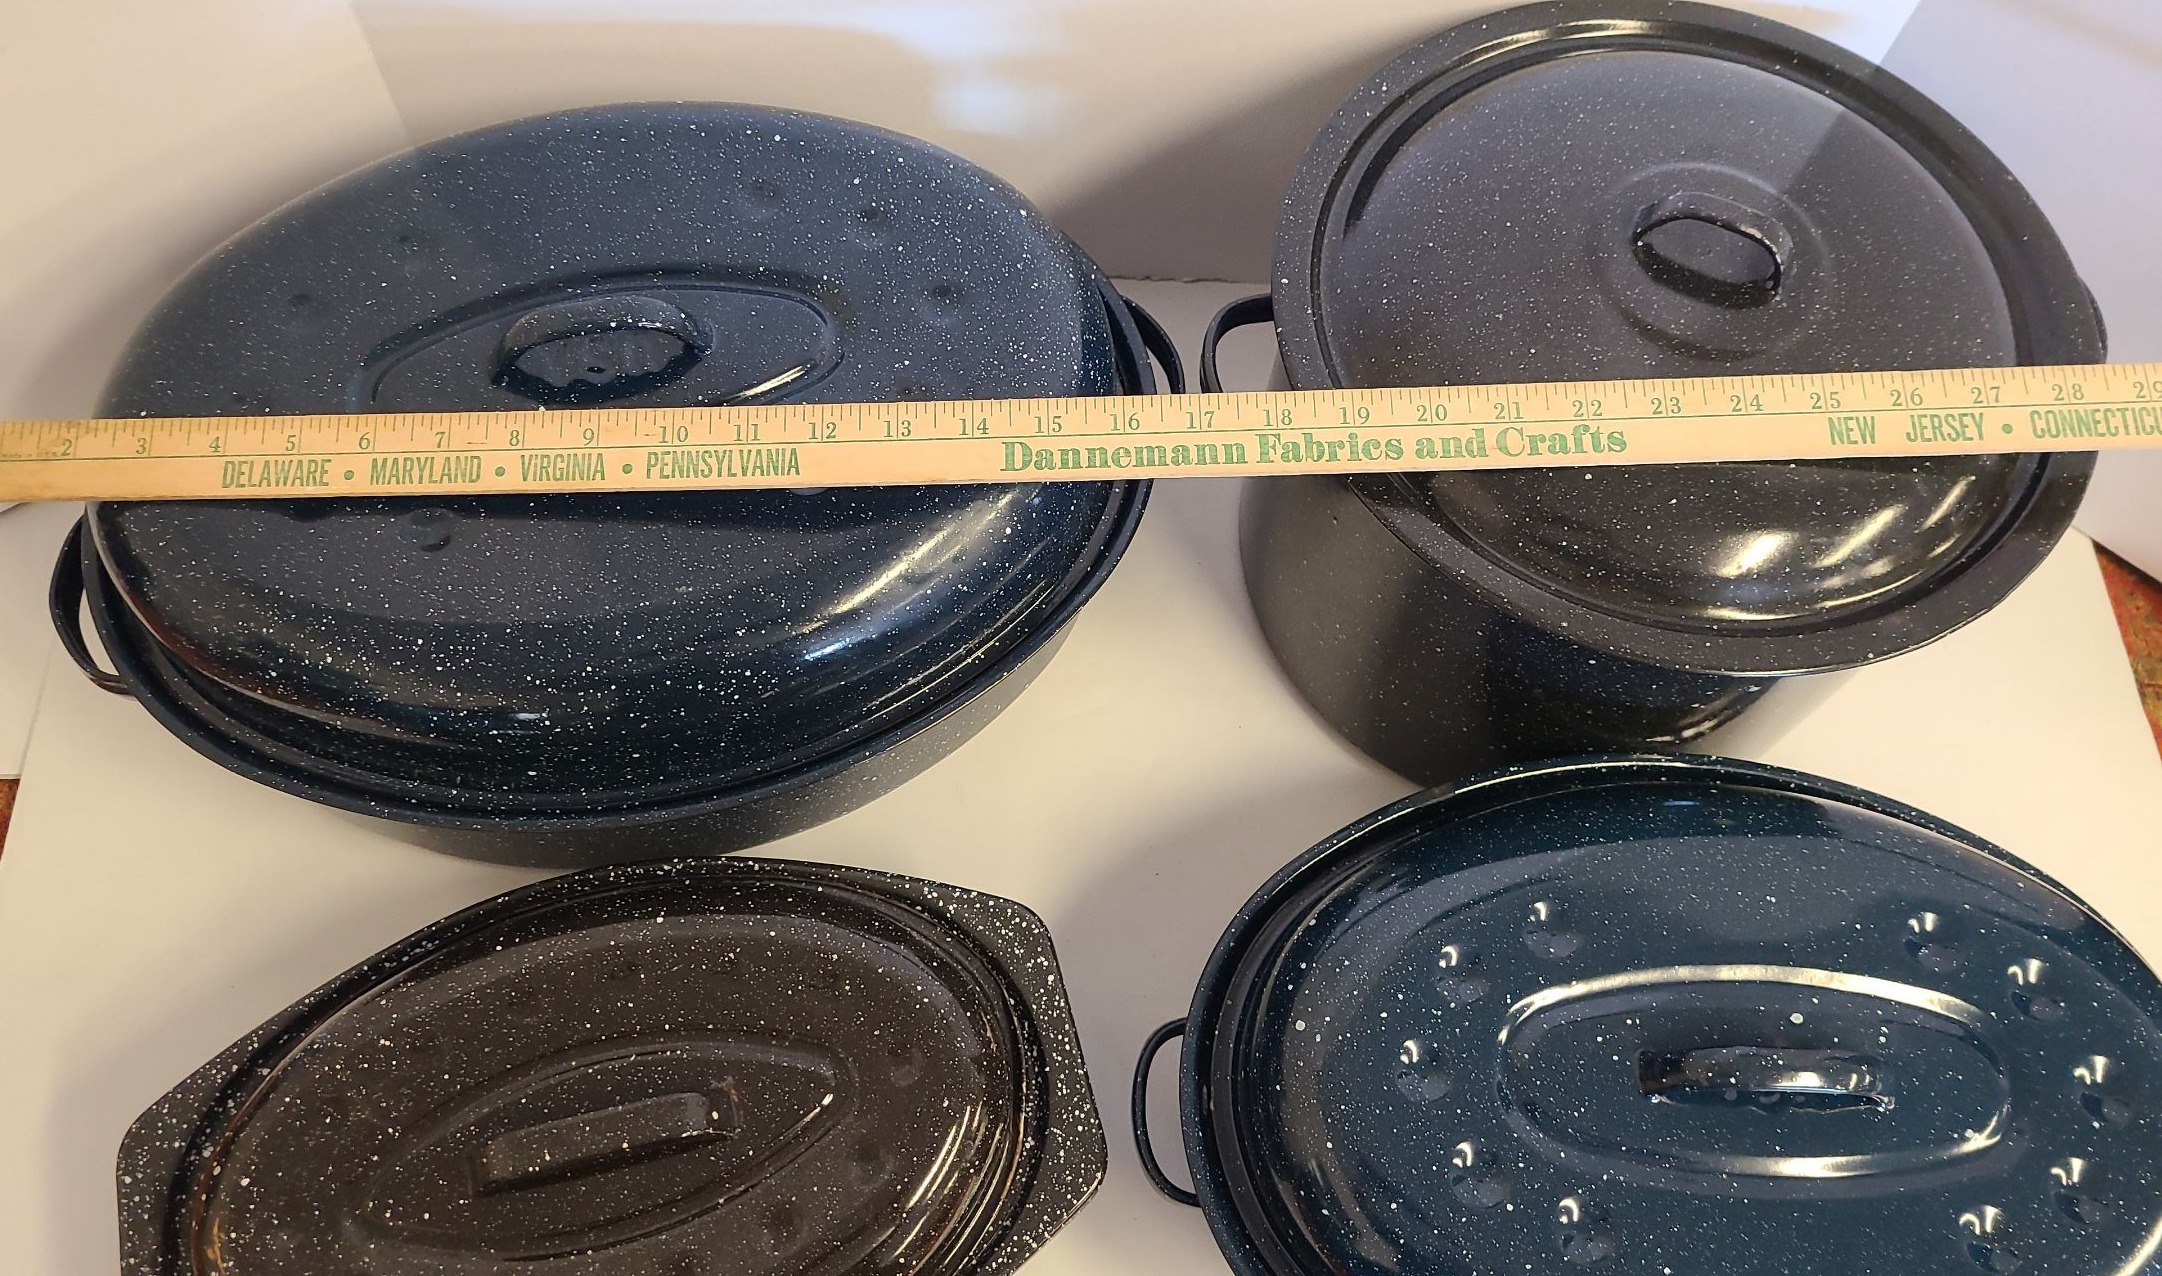 2 3 4 5 6 7 8 9 10 11 12 13 14 15 16 17 18 19 20 21 22 23 24 25 26 27 28 29
DELAWARE • MARYLAND • VIRGINIA • PENNSYLVANIA Dannemann Fabrics and Crafts NEW JERSEY • CONNECTICU